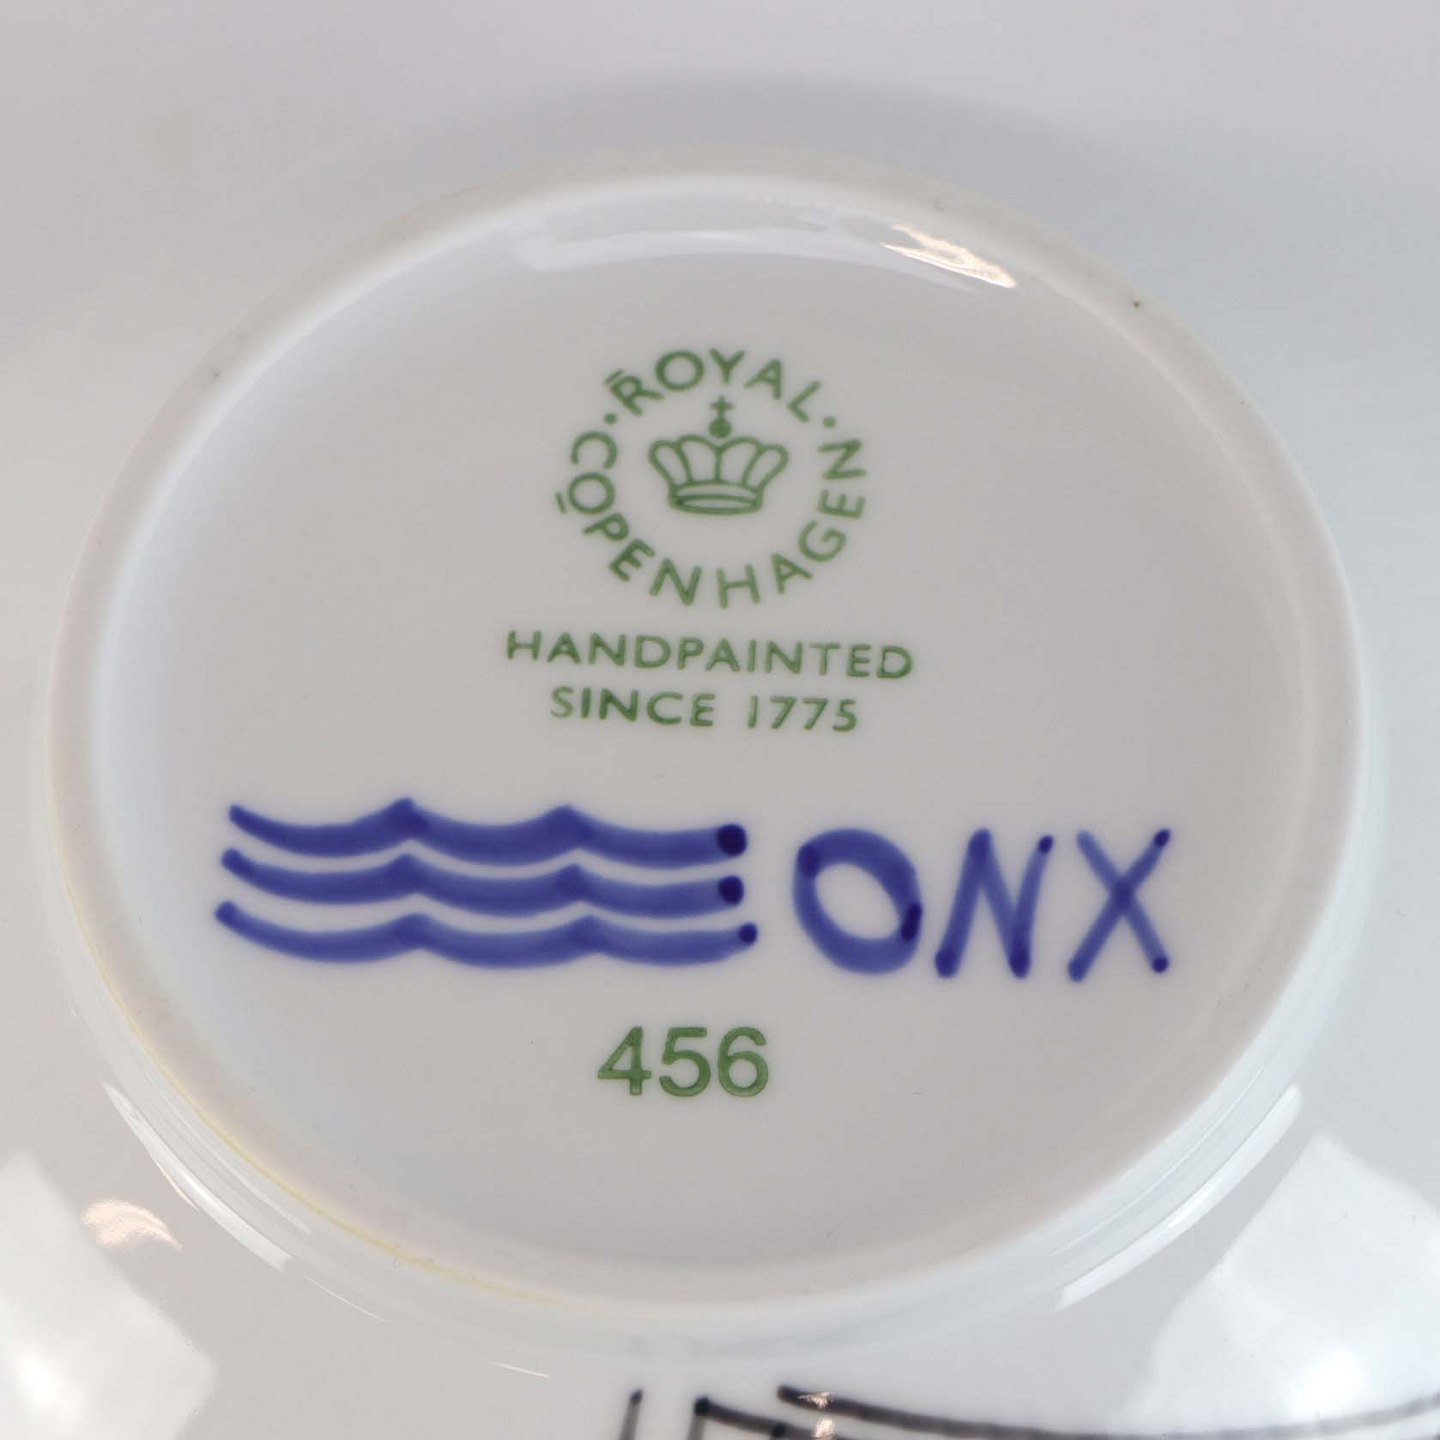 ROYAL · COPENHAGEN ·
HANDPAINTED
SINCE 1775
ONX
456